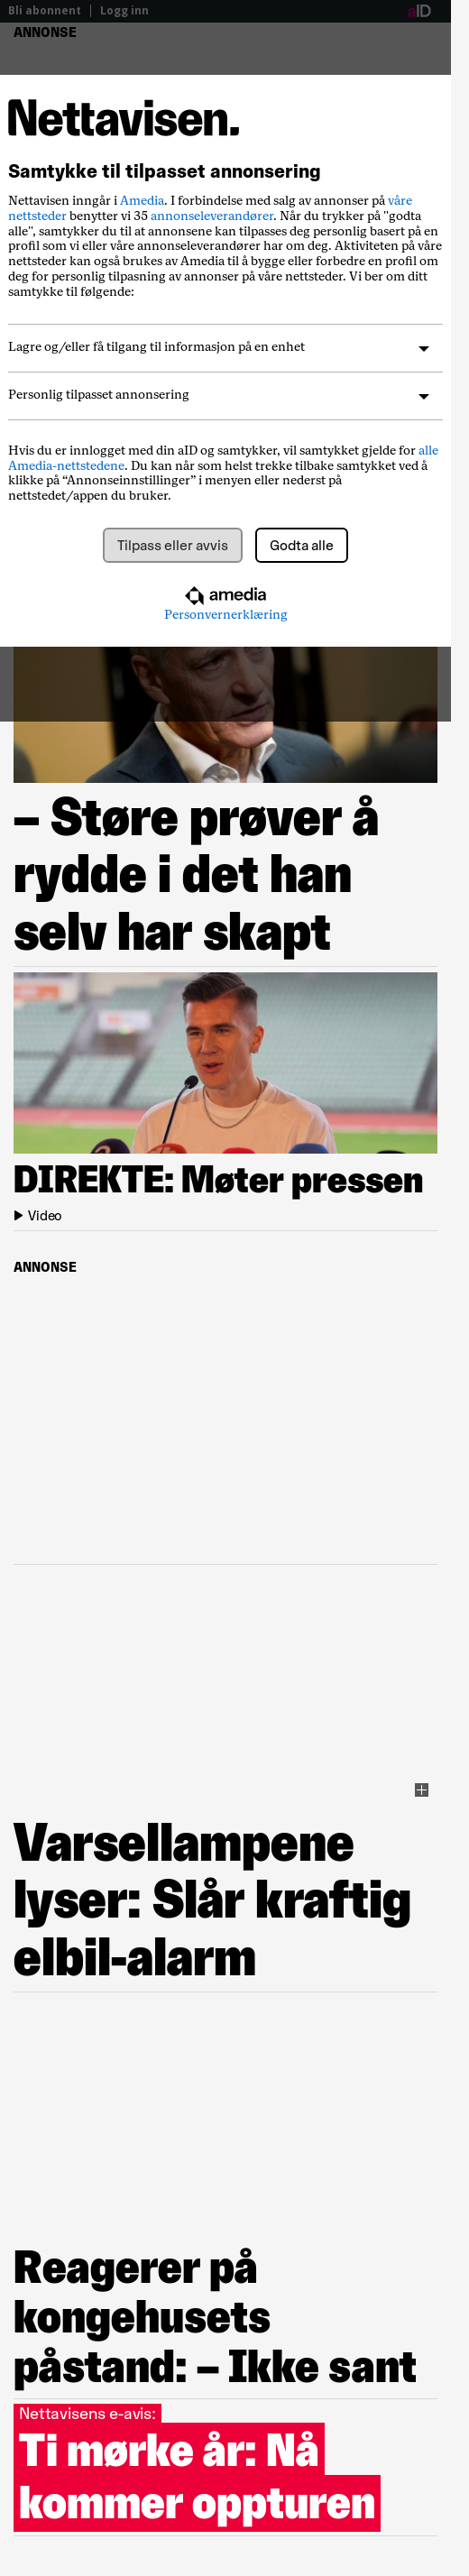 Bli abonnent | Logg inn
aID
ANNONSE
Nettavisen.
Samtykke til tilpasset annonsering
Nettavisen inngår i Amedia. I forbindelse med salg av annonser på våre
nettsteder benytter vi 35 annonseleverandører. Når du trykker på "godta
alle", samtykker du til at annonsene kan tilpasses deg personlig basert på en
profil som vi eller våre annonseleverandører har om deg. Aktiviteten på våre
nettsteder kan også brukes av Amedia til å bygge eller forbedre en profil om
deg for personlig tilpasning av annonser på våre nettsteder. Vi ber om ditt
samtykke til følgende:
Lagre og/eller få tilgang til informasjon på en enhet
Personlig tilpasset annonsering
Hvis du er innlogget med din aID og samtykker, vil samtykket gjelde for alle
Amedia-nettstedene. Du kan når som helst trekke tilbake samtykket ved å
klikke på “Annonseinnstillinger” i menyen eller nederst på
nettstedet/appen du bruker.
Tilpass eller avvis
Godta alle
amedia
Personvernerklæring
– Støre prøver å
rydde i det han
selv har skapt
DIREKTE: Møter pressen
Video
ANNONSE
Varsellampene
lyser: Slår kraftig
elbil-alarm
Reagerer på
kongehusets
påstand: – Ikke sant
Nettavisens e-avis:
Ti mørke år: Nå
kommer oppturen